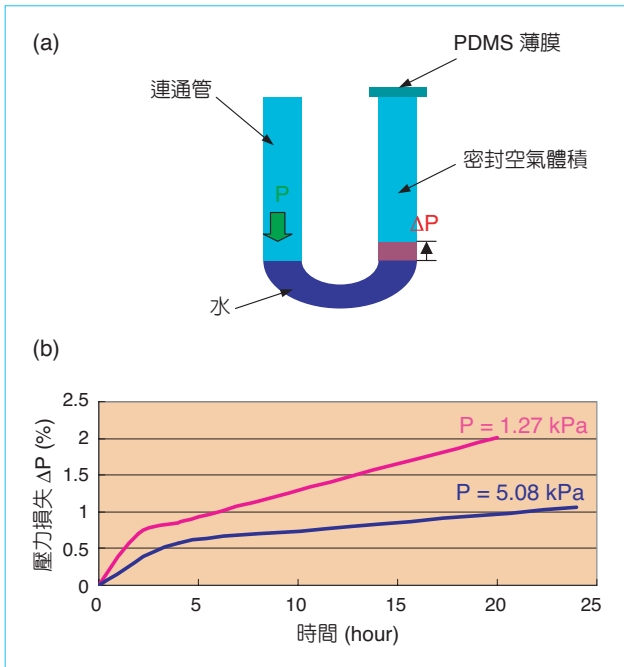 (a)
PDMS 薄膜
連通管
密封空氣體積
P
ΔP
水
(b)
2.5
2
1.5
1
0.5
0
壓力損失 ΔP (%)
P = 1.27 kPa
P = 5.08 kPa
0 5 10 15 20 25
時間 (hour)